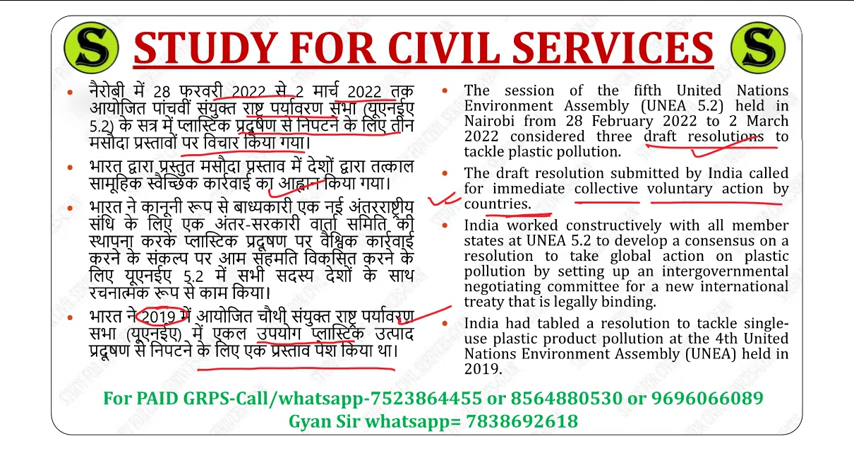 S STUDY FOR CIVIL SERVICES S
• नैरोबी में 28 फरवरी 2022 से 2 मार्च 2022 तक
आयोजित पांचवीं संयुक्त राष्ट्र पर्यावरण सभा (यूएनईए
5.2) के सत्र में प्लास्टिक प्रदूषण से निपटने के लिए तीन
मसौदा प्रस्तावों पर विचार किया गया।
• भारत द्वारा प्रस्तुत मसौदा प्रस्ताव में देशों द्वारा तत्काल
सामूहिक स्वैच्छिक कार्रवाई का आह्वान किया गया।
• भारत ने कानूनी रूप से बाध्यकारी एक नई अंतरराष्ट्रीय
संधि के लिए एक अंतर-सरकारी वार्ता समिति की
स्थापना करके प्लास्टिक प्रदूषण पर वैश्विक कार्रवाई
करने के संकल्प पर आम सहमति विकसित करने के
लिए यूएनईए 5.2 में सभी सदस्य देशों के साथ
रचनात्मक रूप से काम किया।
• भारत ने 2019 में आयोजित चौथी संयुक्त राष्ट्र पर्यावरण
सभा (यूएनईए) में एकल उपयोग प्लास्टिक उत्पाद
प्रदूषण से निपटने के लिए एक प्रस्ताव पेश किया था।
• The session of the fifth United Nations
Environment Assembly (UNEA 5.2) held in
Nairobi from 28 February 2022 to 2 March
2022 considered three draft resolutions to
tackle plastic pollution.
• The draft resolution submitted by India called
for immediate collective voluntary action by
countries.
• India worked constructively with all member
states at UNEA 5.2 to develop a consensus on a
resolution to take global action on plastic
pollution by setting up an intergovernmental
negotiating committee for a new international
treaty that is legally binding.
• India had tabled a resolution to tackle single-
use plastic product pollution at the 4th United
Nations Environment Assembly (UNEA) held in
2019.
For PAID GRPS-Call/whatsapp-7523864455 or 8564880530 or 9696066089
Gyan Sir whatsapp= 7838692618